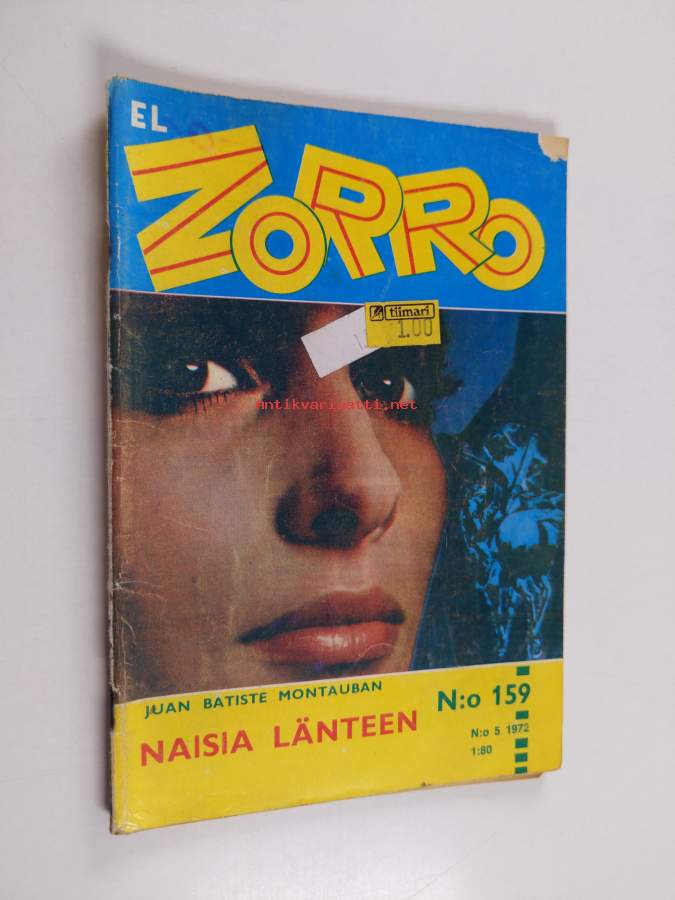 EL
ZORRO
tiimari
1.00
antikvariaatti.net
JUAN BATISTE MONTAUBAN
N:o 159
NAISIA LÄNTEEN
N:o 5 1972
1:80